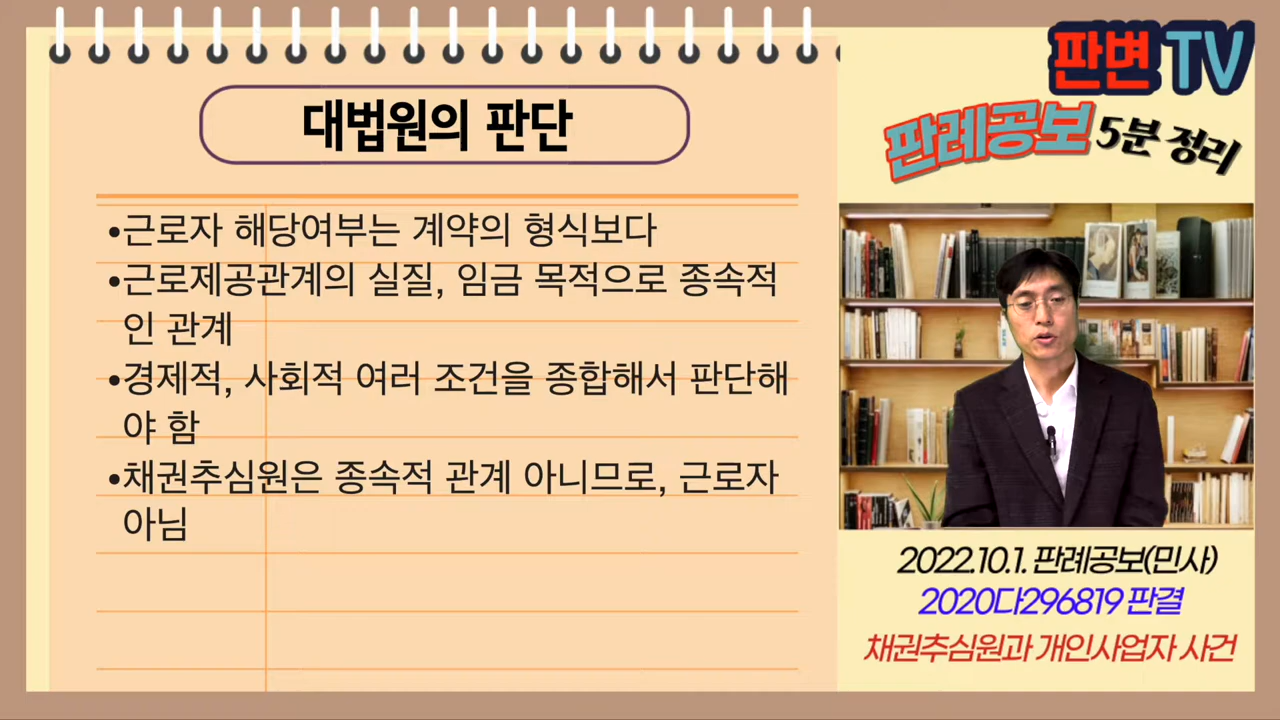 판변 TV
판례공보 5분 정리
대법원의 판단
•근로자 해당여부는 계약의 형식보다
•근로제공관계의 실질, 임금 목적으로 종속적
인 관계
•경제적, 사회적 여러 조건을 종합해서 판단해
야 함
•채권추심원은 종속적 관계 아니므로, 근로자
아님
2022.10.1. 판례공보(민사)
2020다296819 판결
채권추심원과 개인사업자 사건